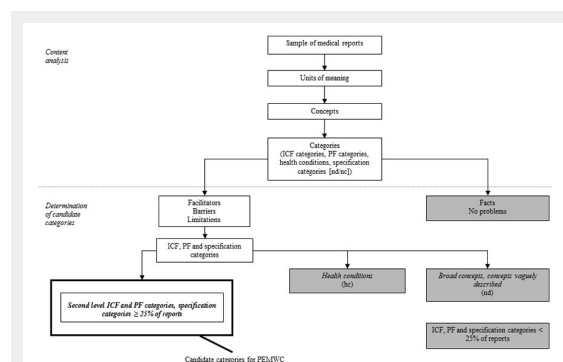 Content
analysis
Sample of medical reports
Units of meaning
Concepts
Categories
(ICF categories, PF categories,
health conditions, specification
categories [nd/nc])
Determination
of candidate
categories
Facilitators
Barriers
Limitations
Facts
No problems
ICF, PF and specification
categories
Second level ICF and PF categories, specification
categories ≥ 25% of reports
Health conditions
(hc)
Broad concepts, concepts vaguely
described
(nd)
ICF, PF and specification categories <
25% of reports
Candidate categories for PEMWC